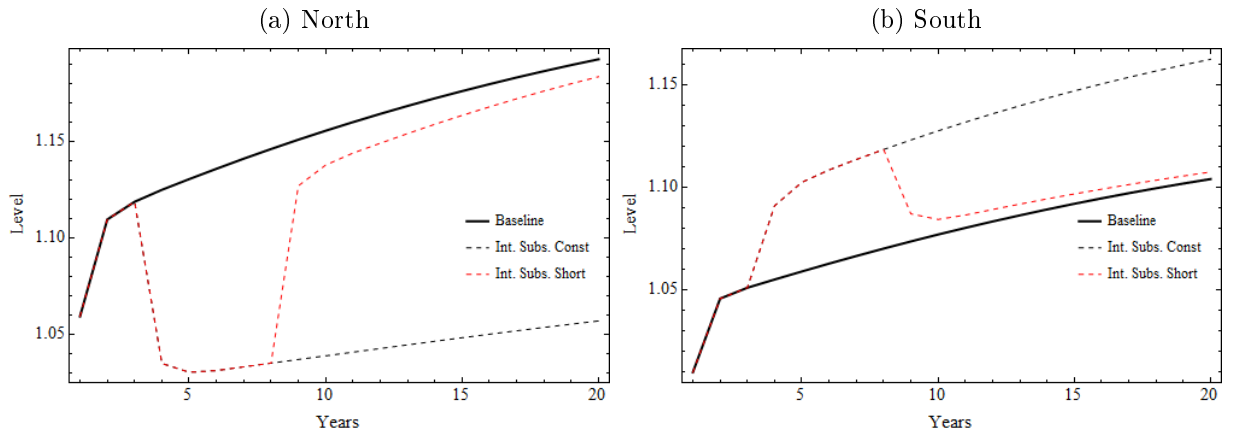 (a) North
Level
1.15
1.10
1.05
Baseline
Int. Subs. Const
Int. Subs. Short
5
10
15
20
Years
(b) South
Level
1.15
1.10
1.05
Baseline
Int. Subs. Const
Int. Subs. Short
5
10
15
20
Years